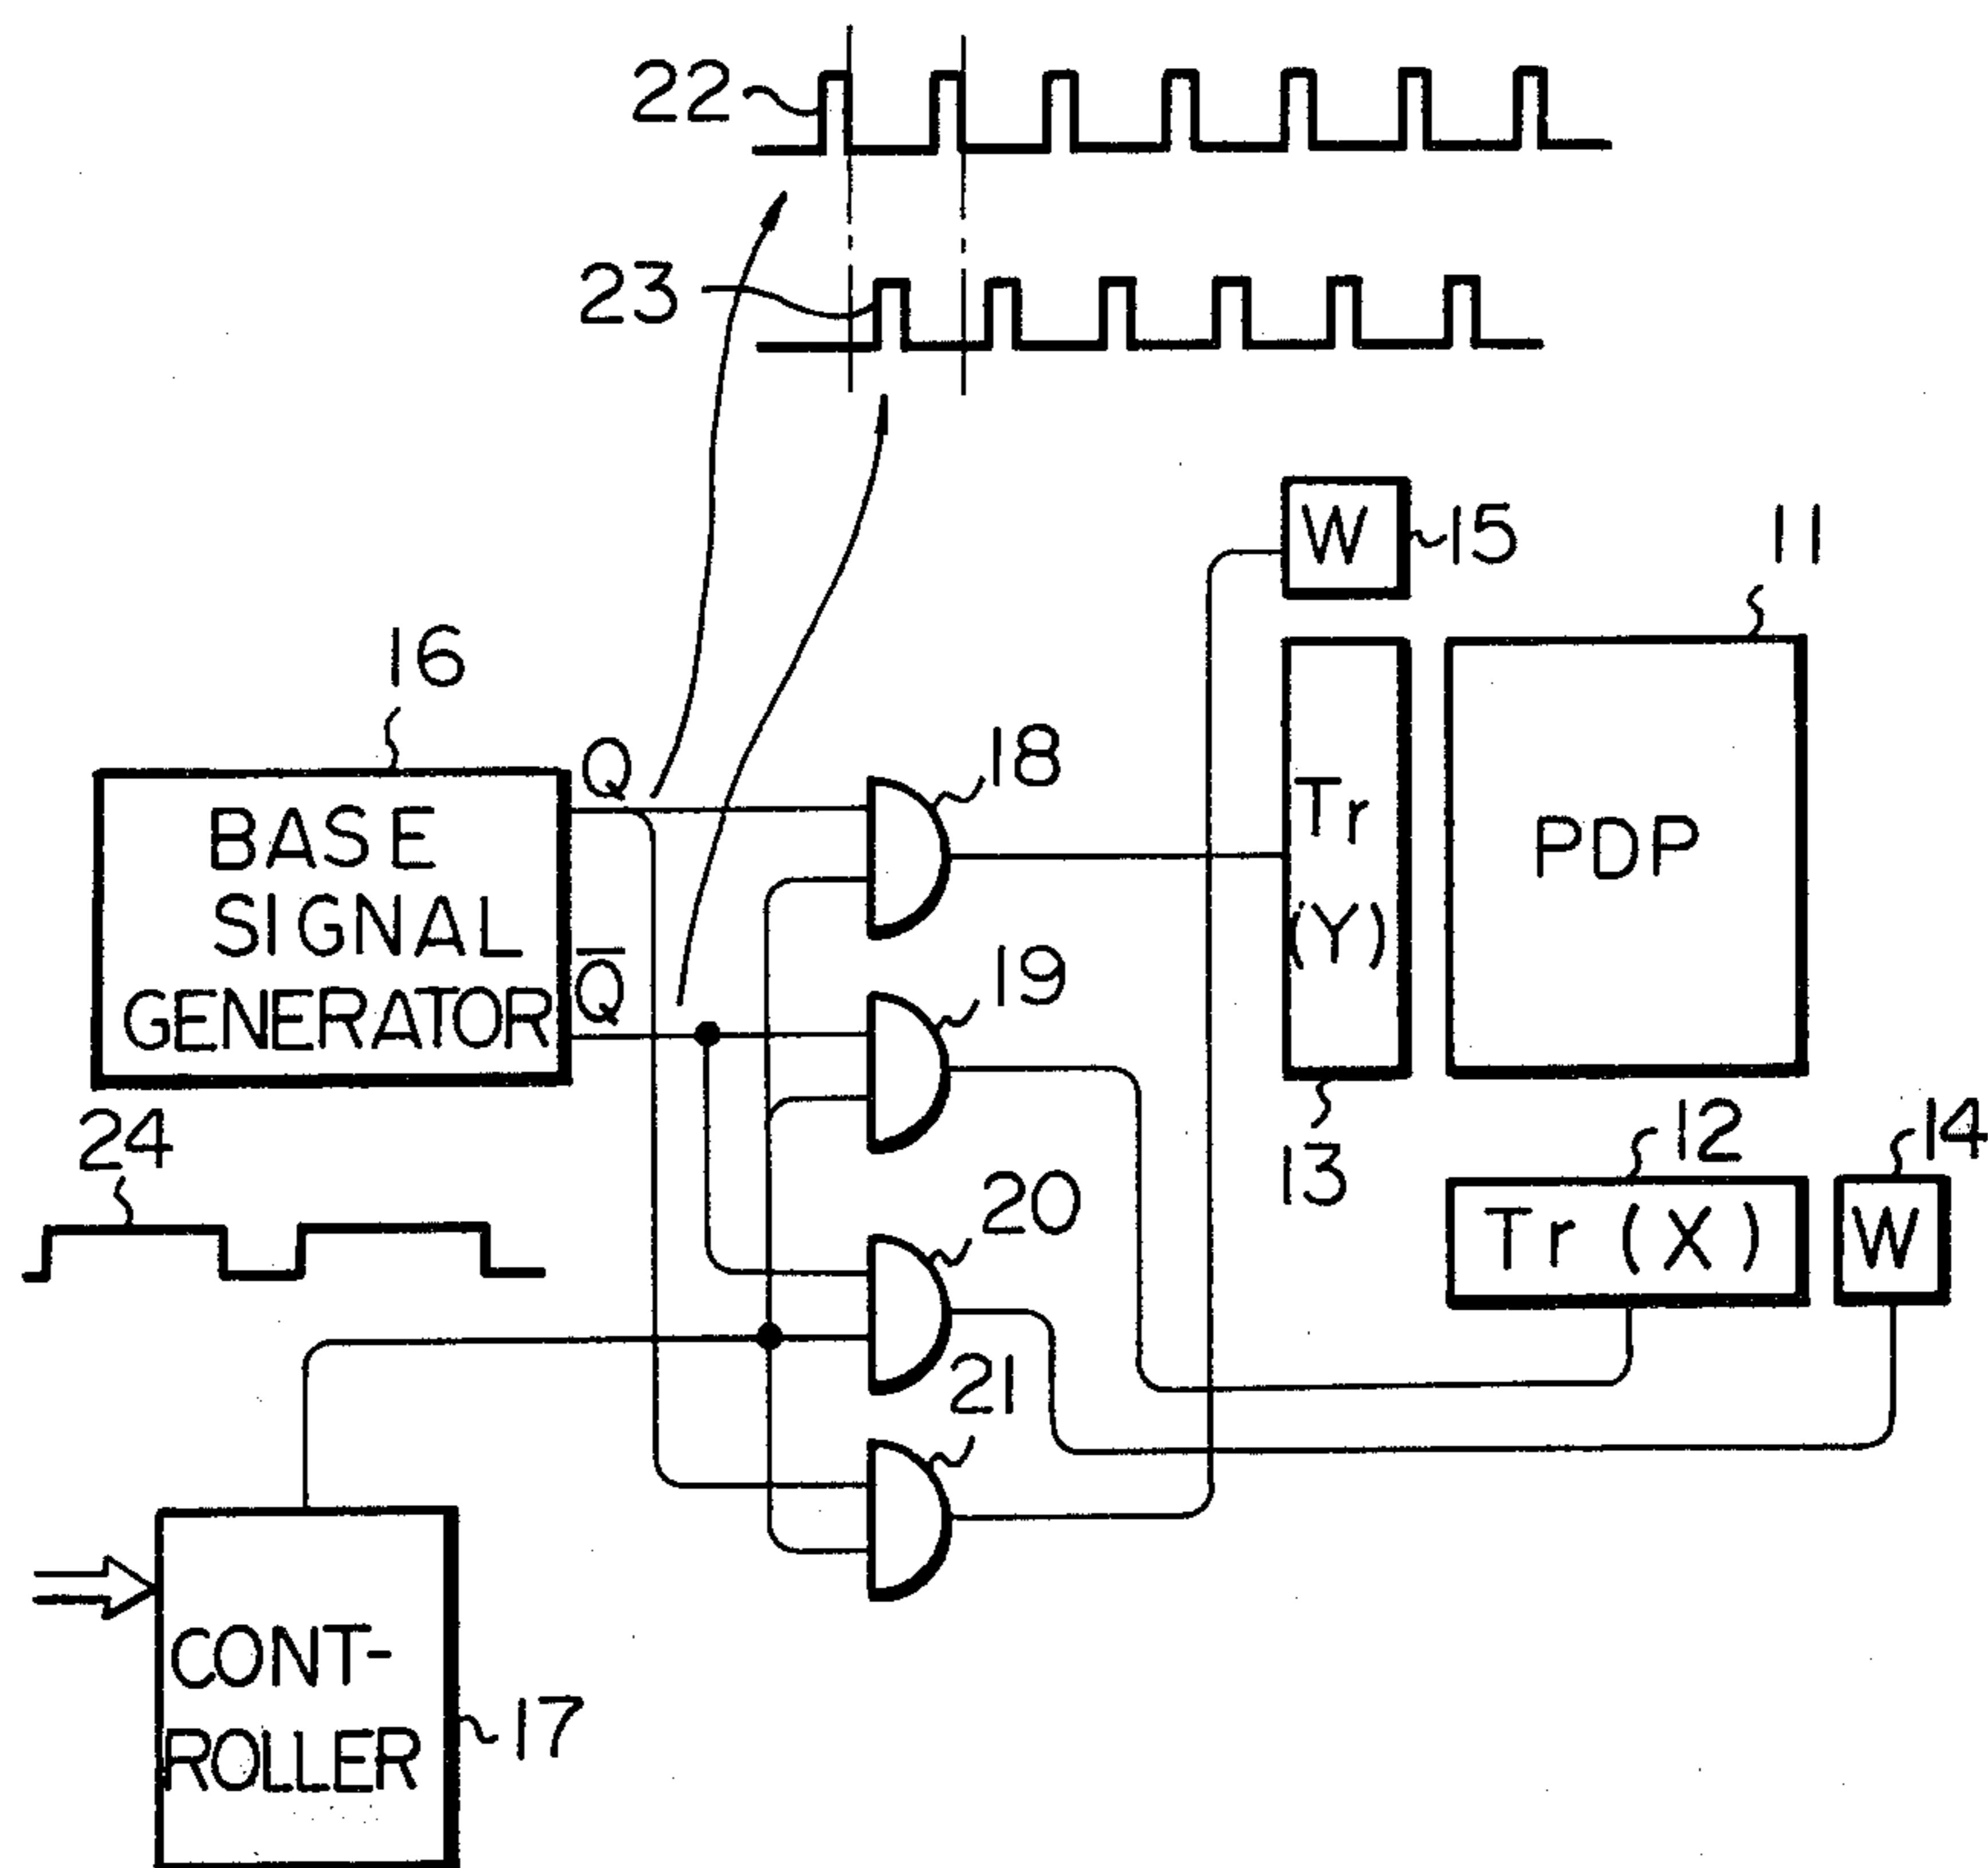 22
23
W
15
11
16
Q
18
Tr
(Y)
PDP
BASE
SIGNAL
GENERATOR
Q̅
19
24
13
12
14
20
Tr (X)
W
21
CONT-
ROLLER
17